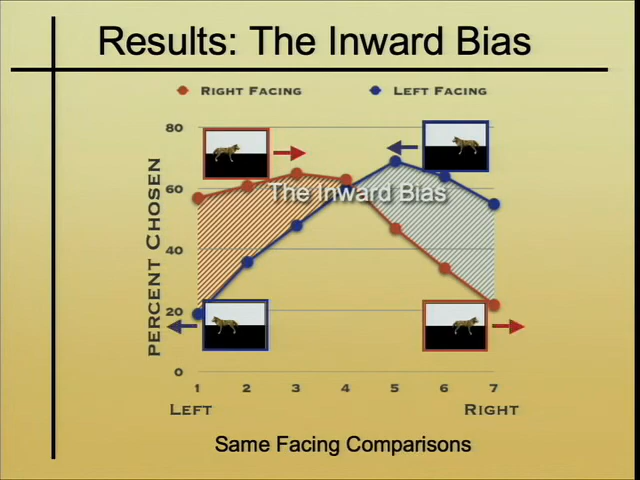 Results: The Inward Bias
RIGHT FACING
LEFT FACING
PERCENT CHOSEN
80
60
40
20
0
The Inward Bias
1 2 3 4 5 6 7
LEFT
RIGHT
Same Facing Comparisons